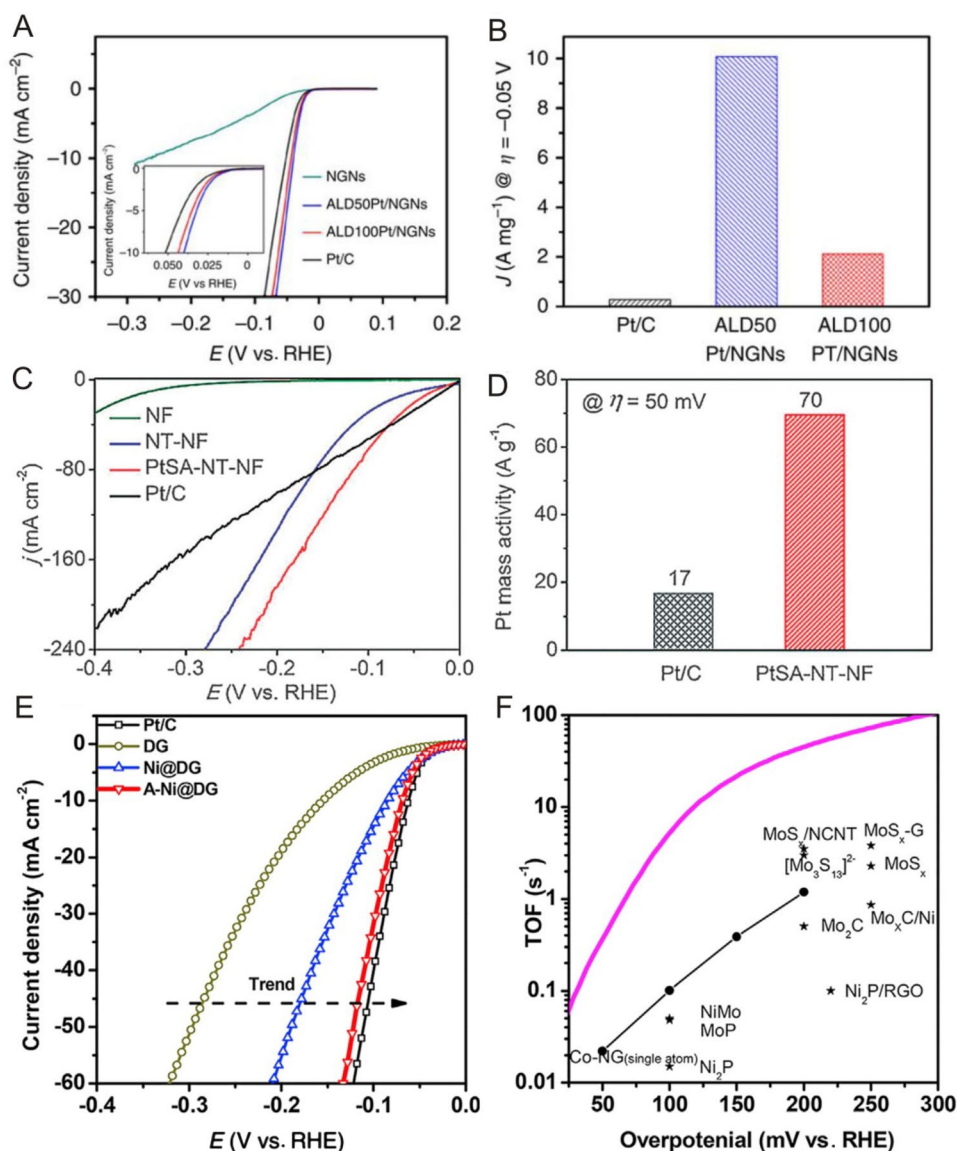 A
Current density (mA cm⁻²)
0
−10
−20
−30
−0.3
−0.2
−0.1
0
0.1
0.2
E (V vs. RHE)
NGNs
ALD50Pt/NGNs
ALD100Pt/NGNs
Pt/C
Current density (mA cm⁻²)
0
−5
−10
0.050
0.025
0
E (V vs RHE)
B
J (A mg⁻¹) @ η = −0.05 V
10
8
6
4
2
0
Pt/C
ALD50
Pt/NGNs
ALD100
PT/NGNs
C
j (mA cm⁻²)
0
-80
-160
-240
NF
NT-NF
PtSA-NT-NF
Pt/C
-0.4
-0.3
-0.2
-0.1
0.0
E (V vs. RHE)
D
Pt mass activity (A g⁻¹)
80
60
40
20
0
@ η = 50 mV
17
70
Pt/C
PtSA-NT-NF
E
Current density (mA cm⁻²)
0
-10
-20
-30
-40
-50
-60
Pt/C
DG
Ni@DG
A-Ni@DG
Trend
-0.4
-0.3
-0.2
-0.1
0.0
E (V vs. RHE)
F
TOF (s⁻¹)
100
10
1
0.1
0.01
MoSₓ/NCNT
MoSₓ-G
[Mo₃S₁₃]²⁻
MoSₓ
Mo₂C
MoₓC/Ni
Ni₂P/RGO
NiMo
MoP
Co-NG(single atom)
Ni₂P
50
100
150
200
250
300
Overpotenial (mV vs. RHE)